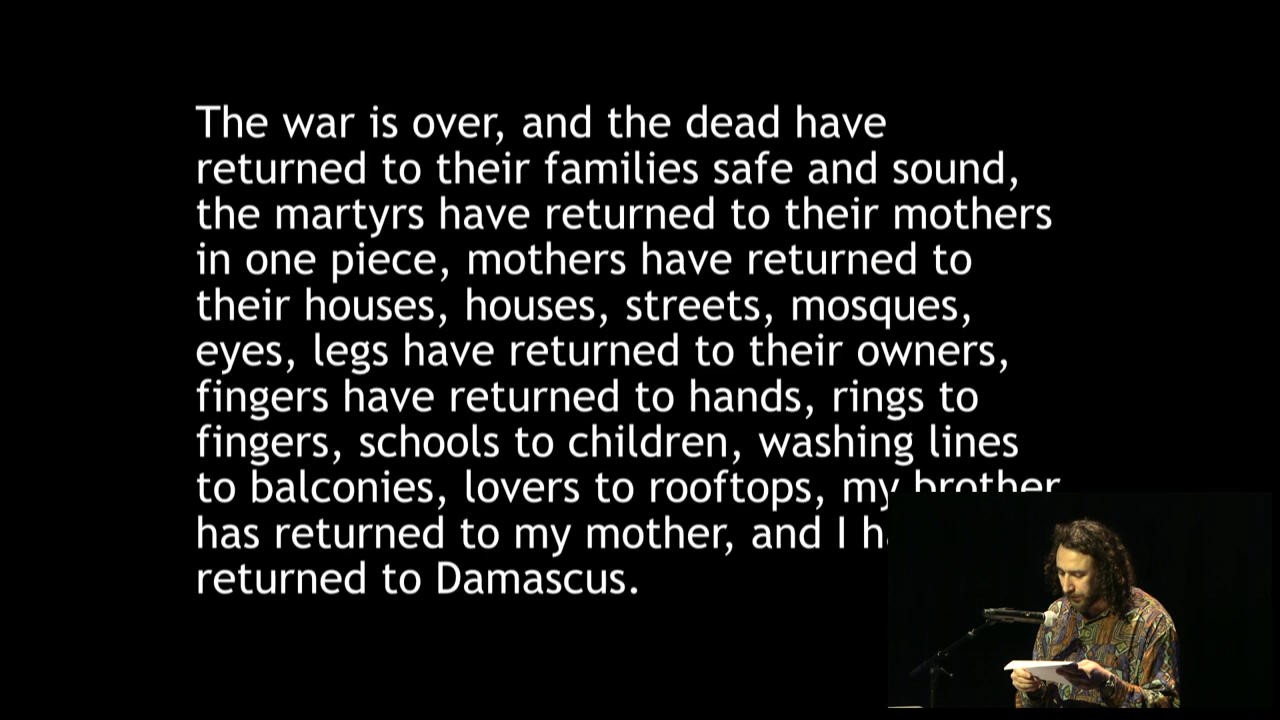 The war is over, and the dead have
returned to their families safe and sound,
the martyrs have returned to their mothers
in one piece, mothers have returned to
their houses, houses, streets, mosques,
eyes, legs have returned to their owners,
fingers have returned to hands, rings to
fingers, schools to children, washing lines
to balconies, lovers to rooftops, my brother
has returned to my mother, and I
returned to Damascus.